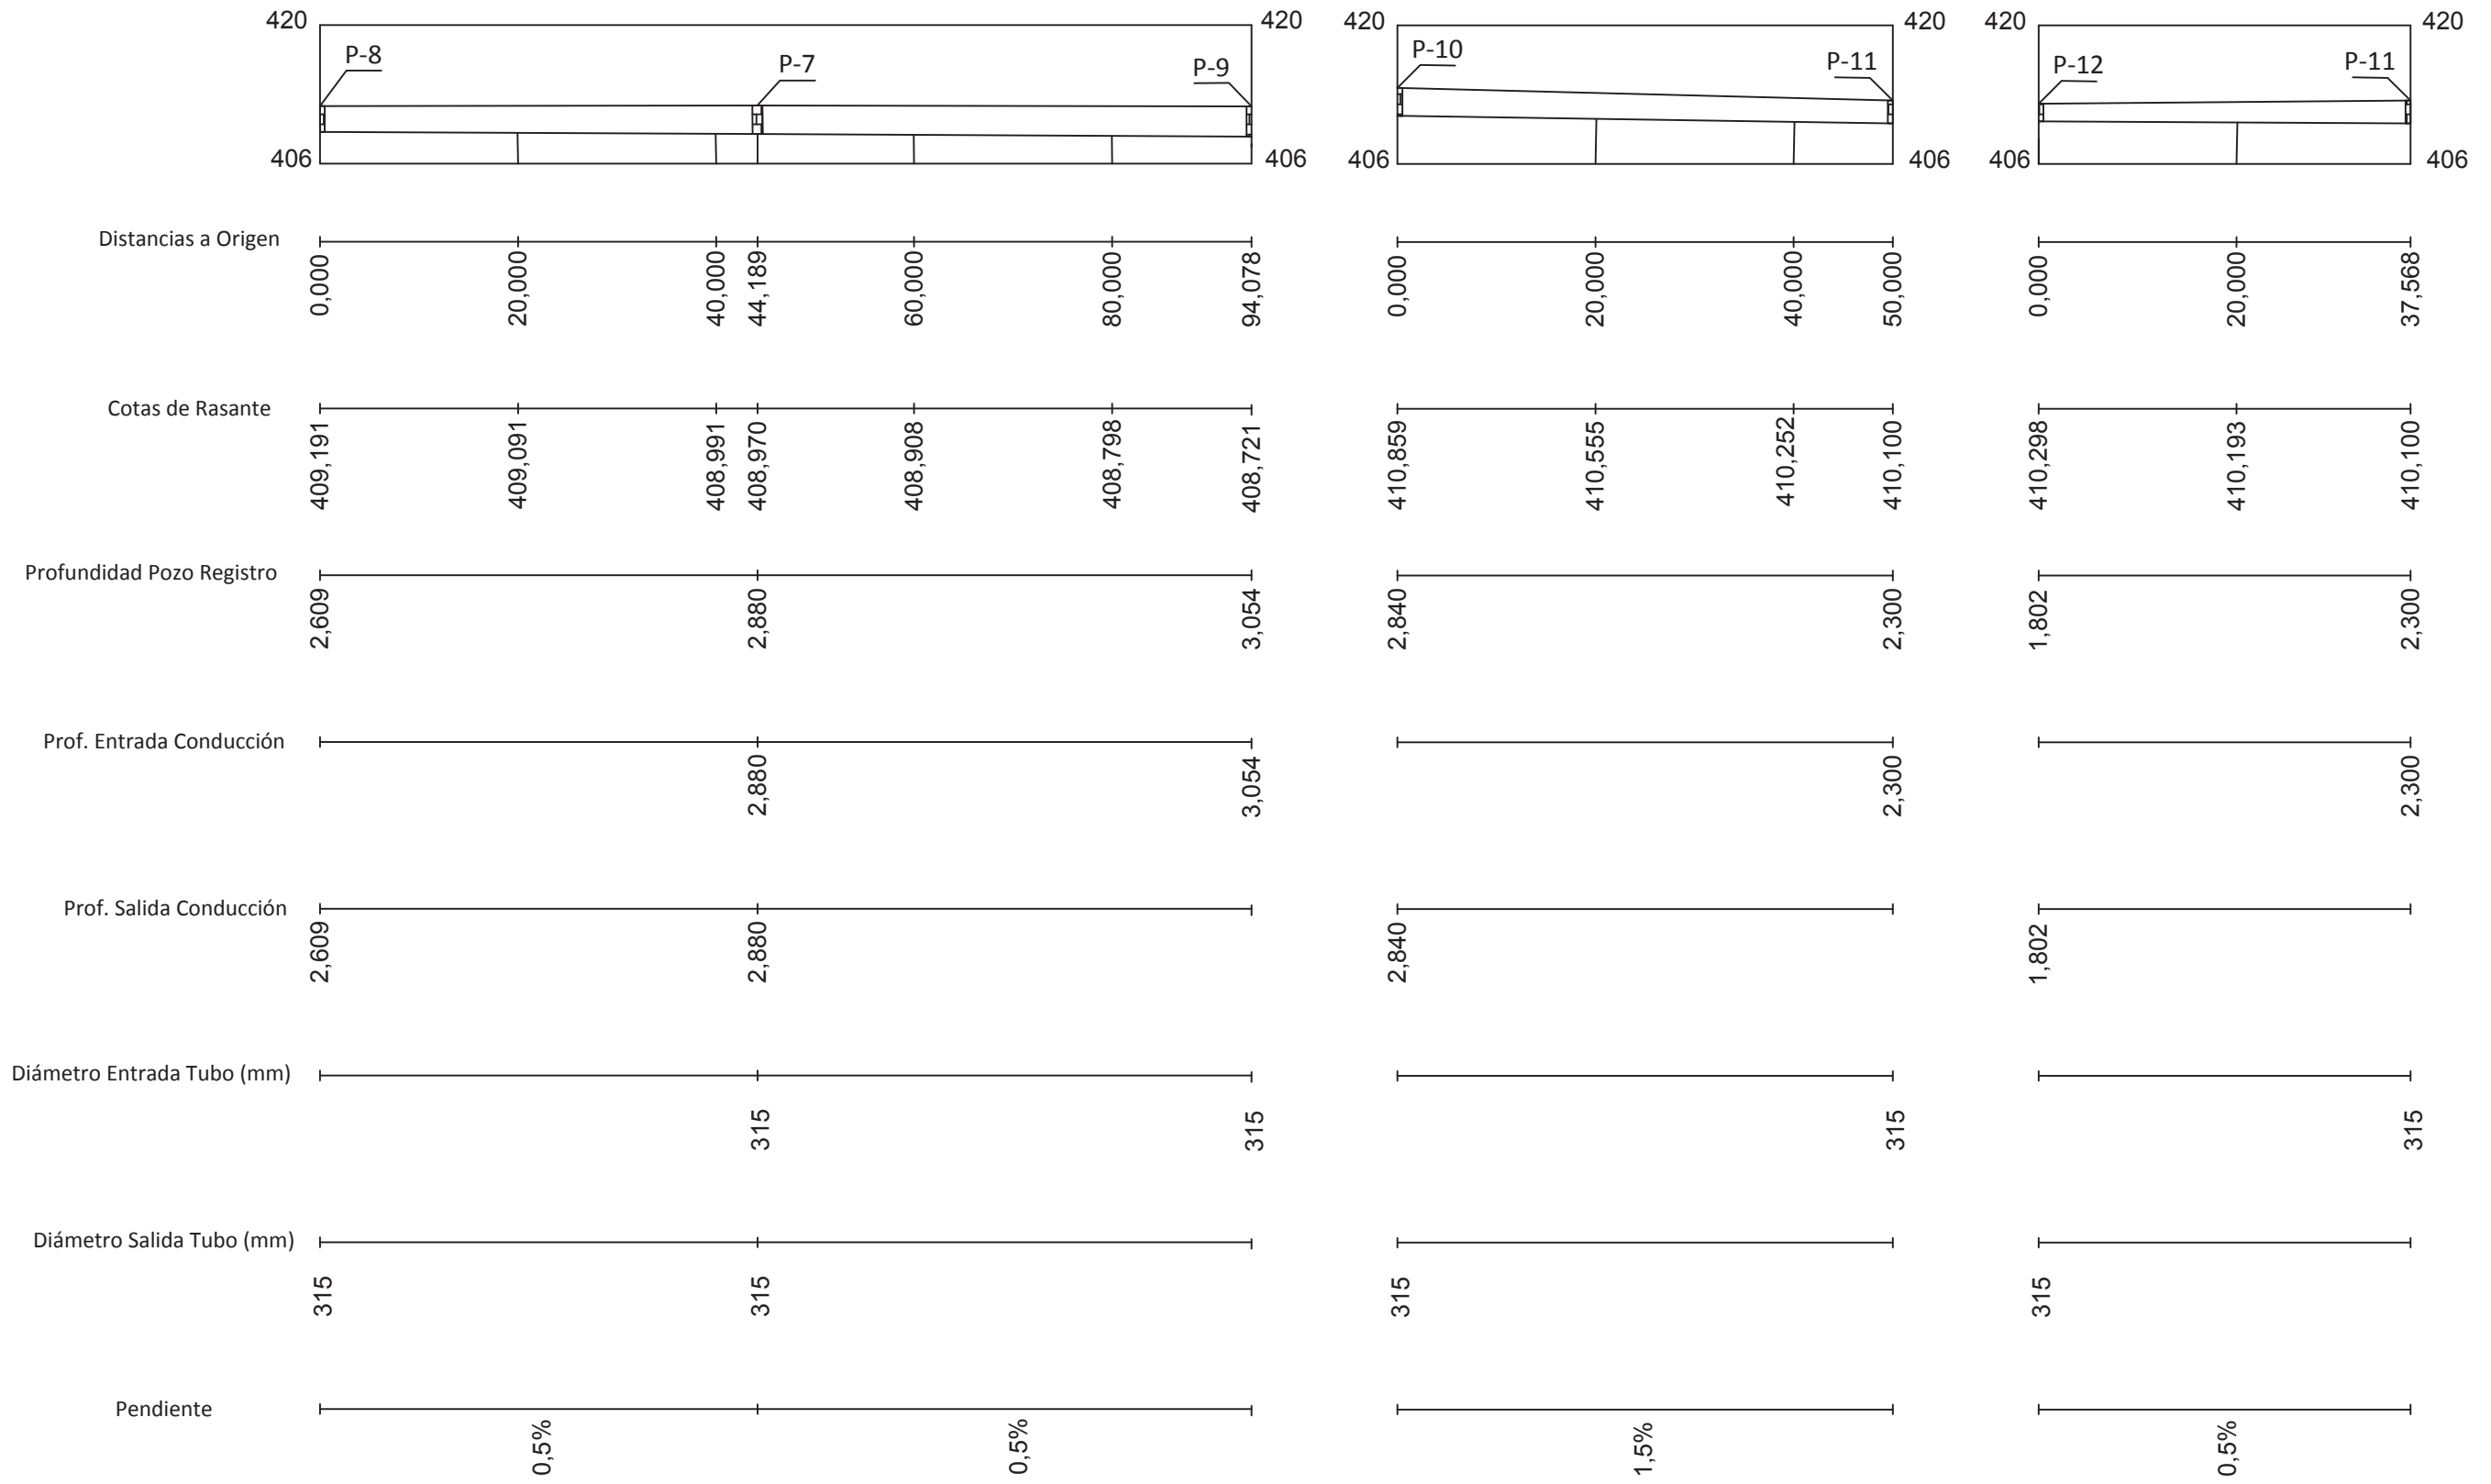 420 420 420 420 420 420
P-8 P-7 P-9 P-10 P-11 P-12 P-11
406 406 406 406 406 406
Distancias a Origen
0,000 20,000 40,000 44,189 60,000 80,000 94,078 0,000 20,000 40,000 50,000 0,000 20,000 37,568
Cotas de Rasante
409,191 409,091 408,991 408,970 408,908 408,798 408,721 410,859 410,555 410,252 410,100 410,298 410,193 410,100
Profundidad Pozo Registro
2,609 2,880 3,054 2,840 2,300 1,802 2,300
Prof. Entrada Conducción
2,880 3,054 2,300 2,300
Prof. Salida Conducción
2,609 2,880 2,840 1,802
Diámetro Entrada Tubo (mm)
315 315 315 315
Diámetro Salida Tubo (mm)
315 315 315 315
Pendiente
0,5% 0,5% 1,5% 0,5%